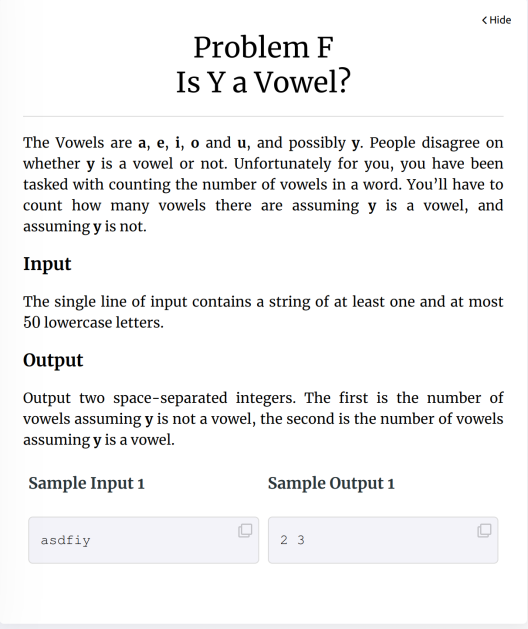 < Hide
Problem F
Is Y a Vowel?
The Vowels are a, e, i, o and u, and possibly y. People disagree on
whether y is a vowel or not. Unfortunately for you, you have been
tasked with counting the number of vowels in a word. You’ll have to
count how many vowels there are assuming y is a vowel, and
assuming y is not.
Input
The single line of input contains a string of at least one and at most
50 lowercase letters.
Output
Output two space-separated integers. The first is the number of
vowels assuming y is not a vowel, the second is the number of vowels
assuming y is a vowel.
Sample Input 1
Sample Output 1
asdfiy
2 3